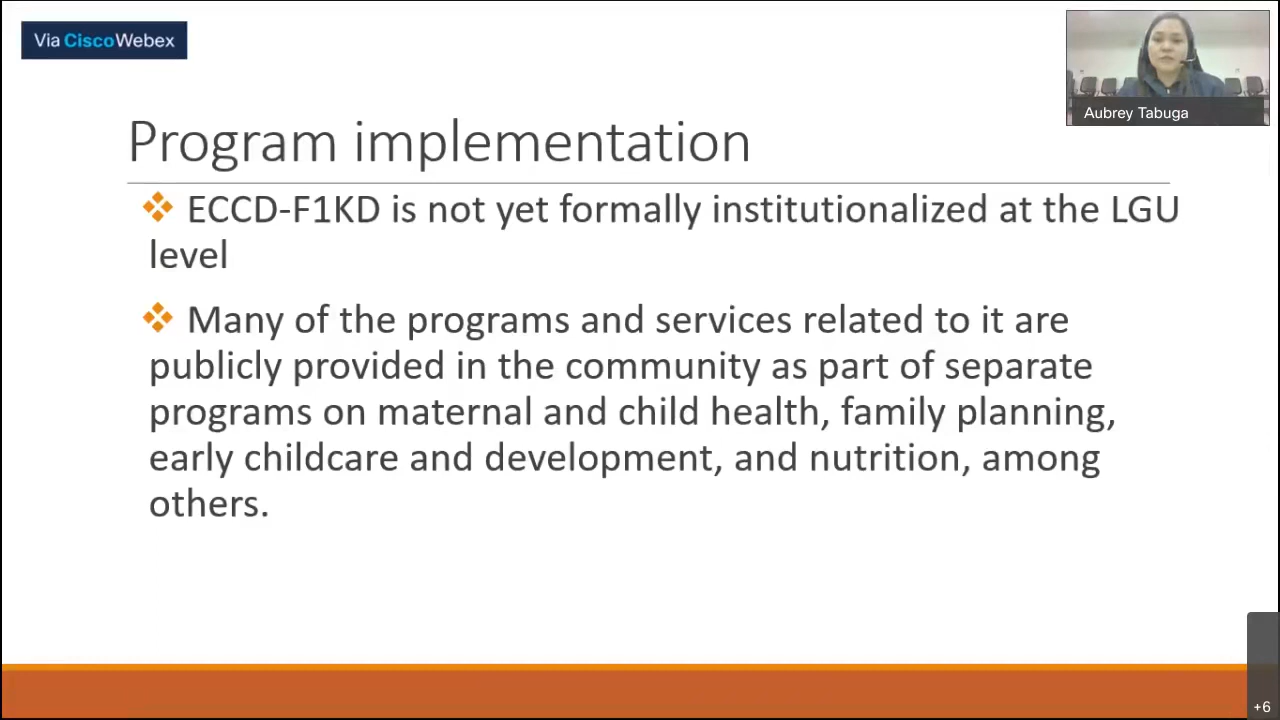 Via CiscoWebex
Aubrey Tabuga
Program implementation
ECCD-F1KD is not yet formally institutionalized at the LGU
level
Many of the programs and services related to it are
publicly provided in the community as part of separate
programs on maternal and child health, family planning,
early childcare and development, and nutrition, among
others.
+6